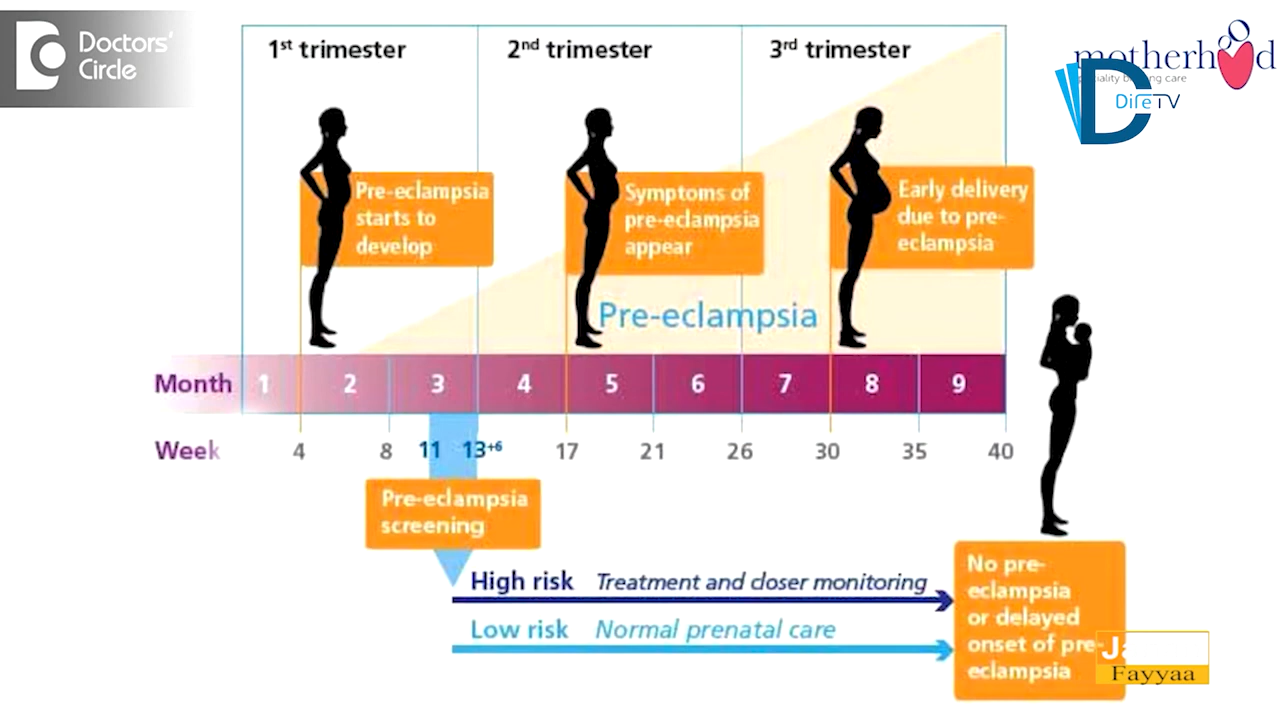 Doctors'
Circle
1st trimester
2nd trimester
3rd trimester
motherh d
DireTV
Pre-eclampsia
starts to
develop
Symptoms of
pre-eclampsia
appear
Early delivery
due to pre-
eclampsia
Pre-eclampsia
Month 1 2 3 4 5 6 7 8 9
Week 4 8 11 13+6 17 21 26 30 35 40
Pre-eclampsia
screening
High risk Treatment and closer monitoring
Low risk Normal prenatal care
No pre-
eclampsia
or delayed
onset of pre-
eclampsia
Fayyaa